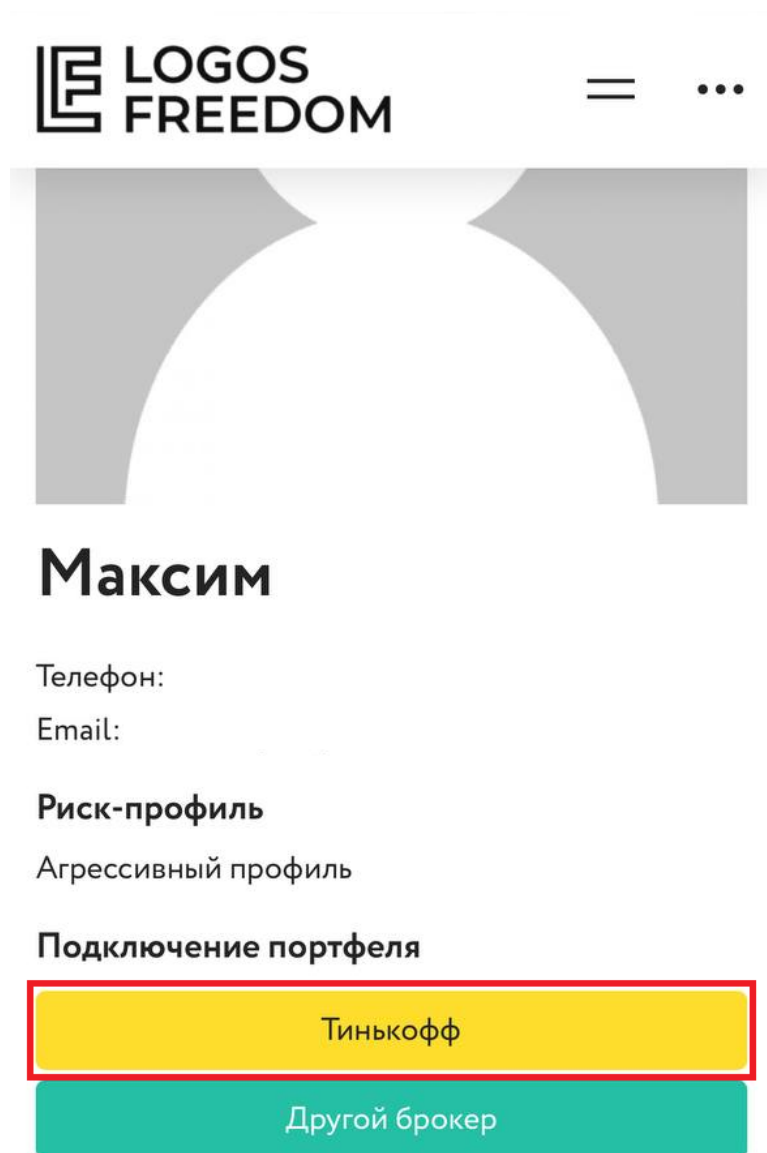 LOGOS
FREEDOM
Максим
Телефон:
Email:
Риск-профиль
Агрессивный профиль
Подключение портфеля
Тинькофф
Другой брокер